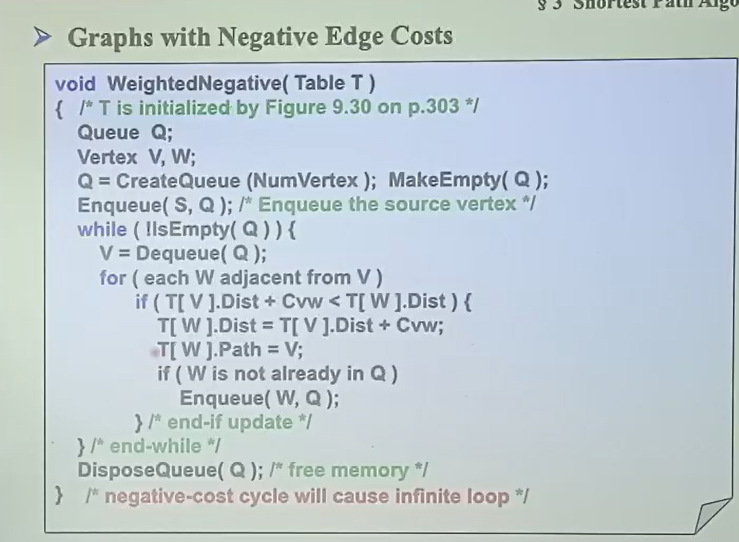 § 3 Shortest Path Algo
➢ Graphs with Negative Edge Costs
void WeightedNegative( Table T )
{ /* T is initialized by Figure 9.30 on p.303 */
Queue Q;
Vertex V, W;
Q = CreateQueue (NumVertex ); MakeEmpty( Q );
Enqueue( S, Q ); /* Enqueue the source vertex */
while ( !IsEmpty( Q ) ) {
V = Dequeue( Q );
for ( each W adjacent from V )
if ( T[ V ].Dist + Cvw < T[ W ].Dist ) {
T[ W ].Dist = T[ V ].Dist + Cvw;
T[ W ].Path = V;
if ( W is not already in Q )
Enqueue( W, Q );
} /* end-if update */
} /* end-while */
DisposeQueue( Q ); /* free memory */
} /* negative-cost cycle will cause infinite loop */